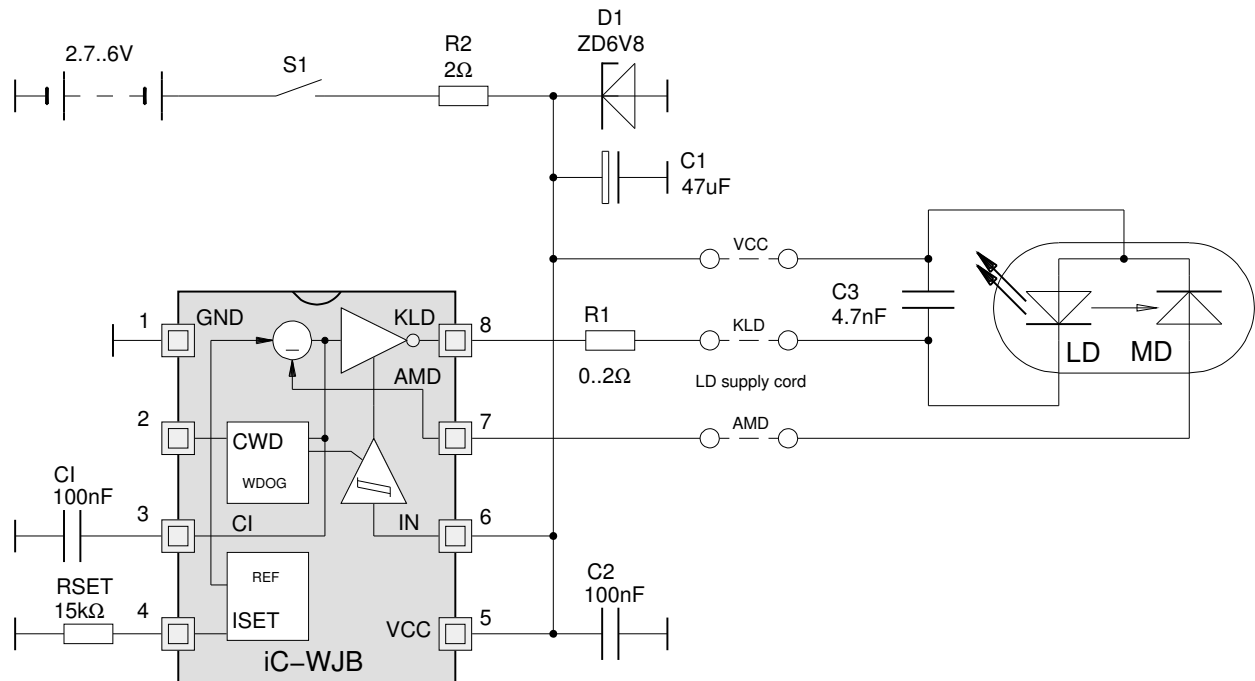 D1
ZD6V8
2.7..6V
S1
R2
2Ω
C1
47uF
VCC
C3
4.7nF
R1
0..2Ω
KLD
LD supply cord
AMD
LD
MD
1
GND
KLD
8
AMD
2
7
CWD
WDOG
CI
100nF
3
CI
IN
6
REF
RSET
15kΩ
4
ISET
VCC
5
C2
100nF
iC–WJB